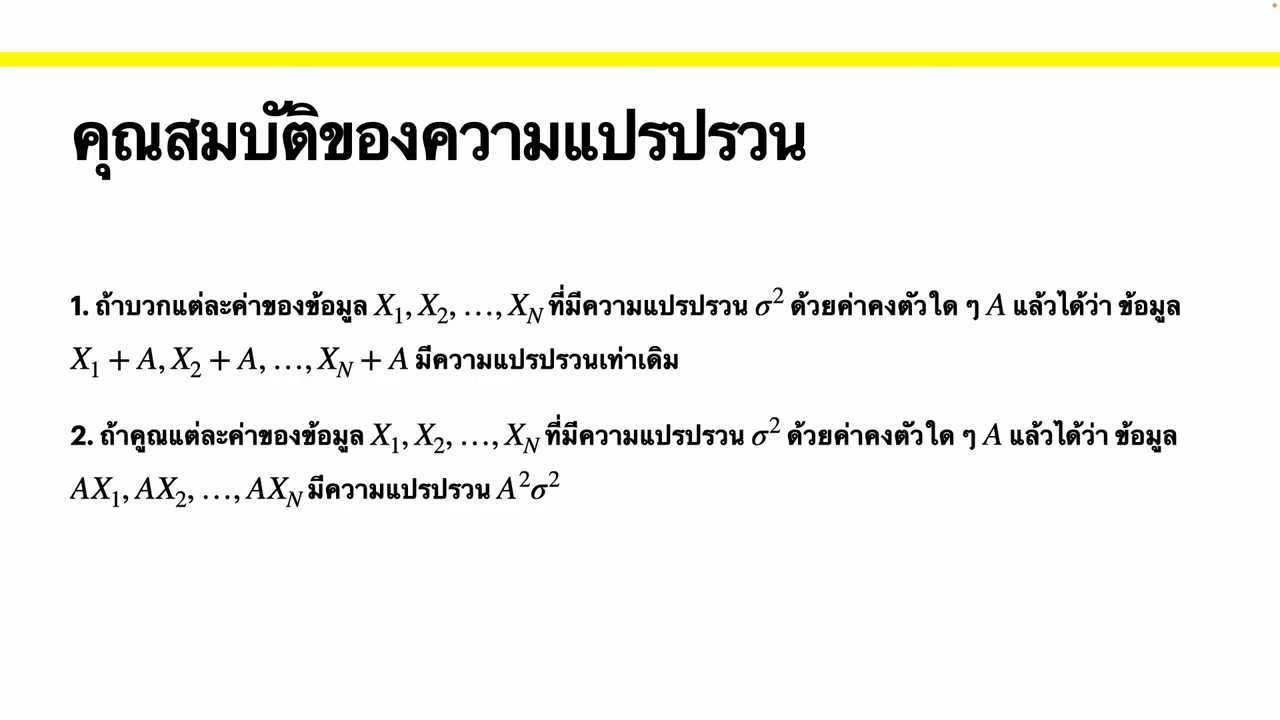 คุณสมบัติของความแปรปรวน
1. ถ้าบวกแต่ละค่าของข้อมูล X₁, X₂, …, X_N ที่มีความแปรปรวน σ² ด้วยค่าคงตัวใด ๆ A แล้วได้ว่า ข้อมูล
X₁ + A, X₂ + A, …, X_N + A มีความแปรปรวนเท่าเดิม
2. ถ้าคูณแต่ละค่าของข้อมูล X₁, X₂, …, X_N ที่มีความแปรปรวน σ² ด้วยค่าคงตัวใด ๆ A แล้วได้ว่า ข้อมูล
AX₁, AX₂, …, AX_N มีความแปรปรวน A²σ²